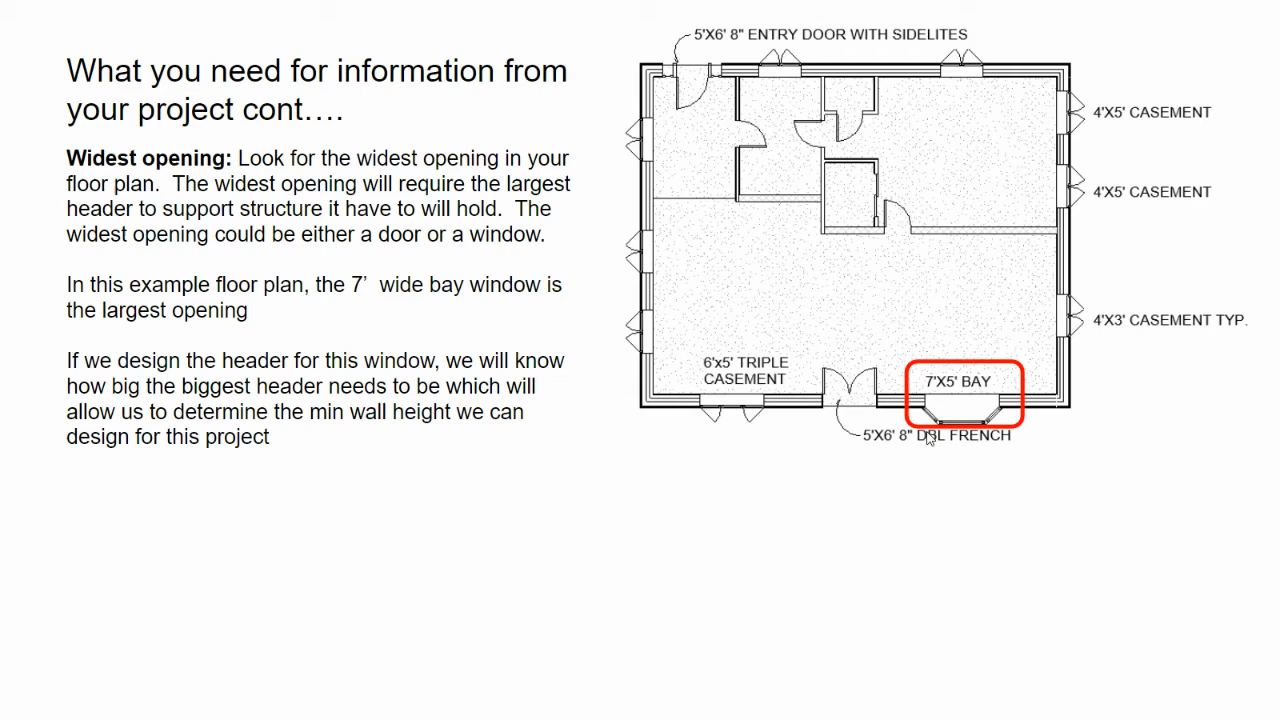 What you need for information from
your project cont….
Widest opening: Look for the widest opening in your
floor plan.  The widest opening will require the largest
header to support structure it have to will hold.  The
widest opening could be either a door or a window.
In this example floor plan, the 7’  wide bay window is
the largest opening
If we design the header for this window, we will know
how big the biggest header needs to be which will
allow us to determine the min wall height we can
design for this project
5'X6' 8" ENTRY DOOR WITH SIDELITES
4'X5' CASEMENT
4'X5' CASEMENT
4'X3' CASEMENT TYP.
6'x5' TRIPLE
CASEMENT
7'X5' BAY
5'X6' 8" DBL FRENCH